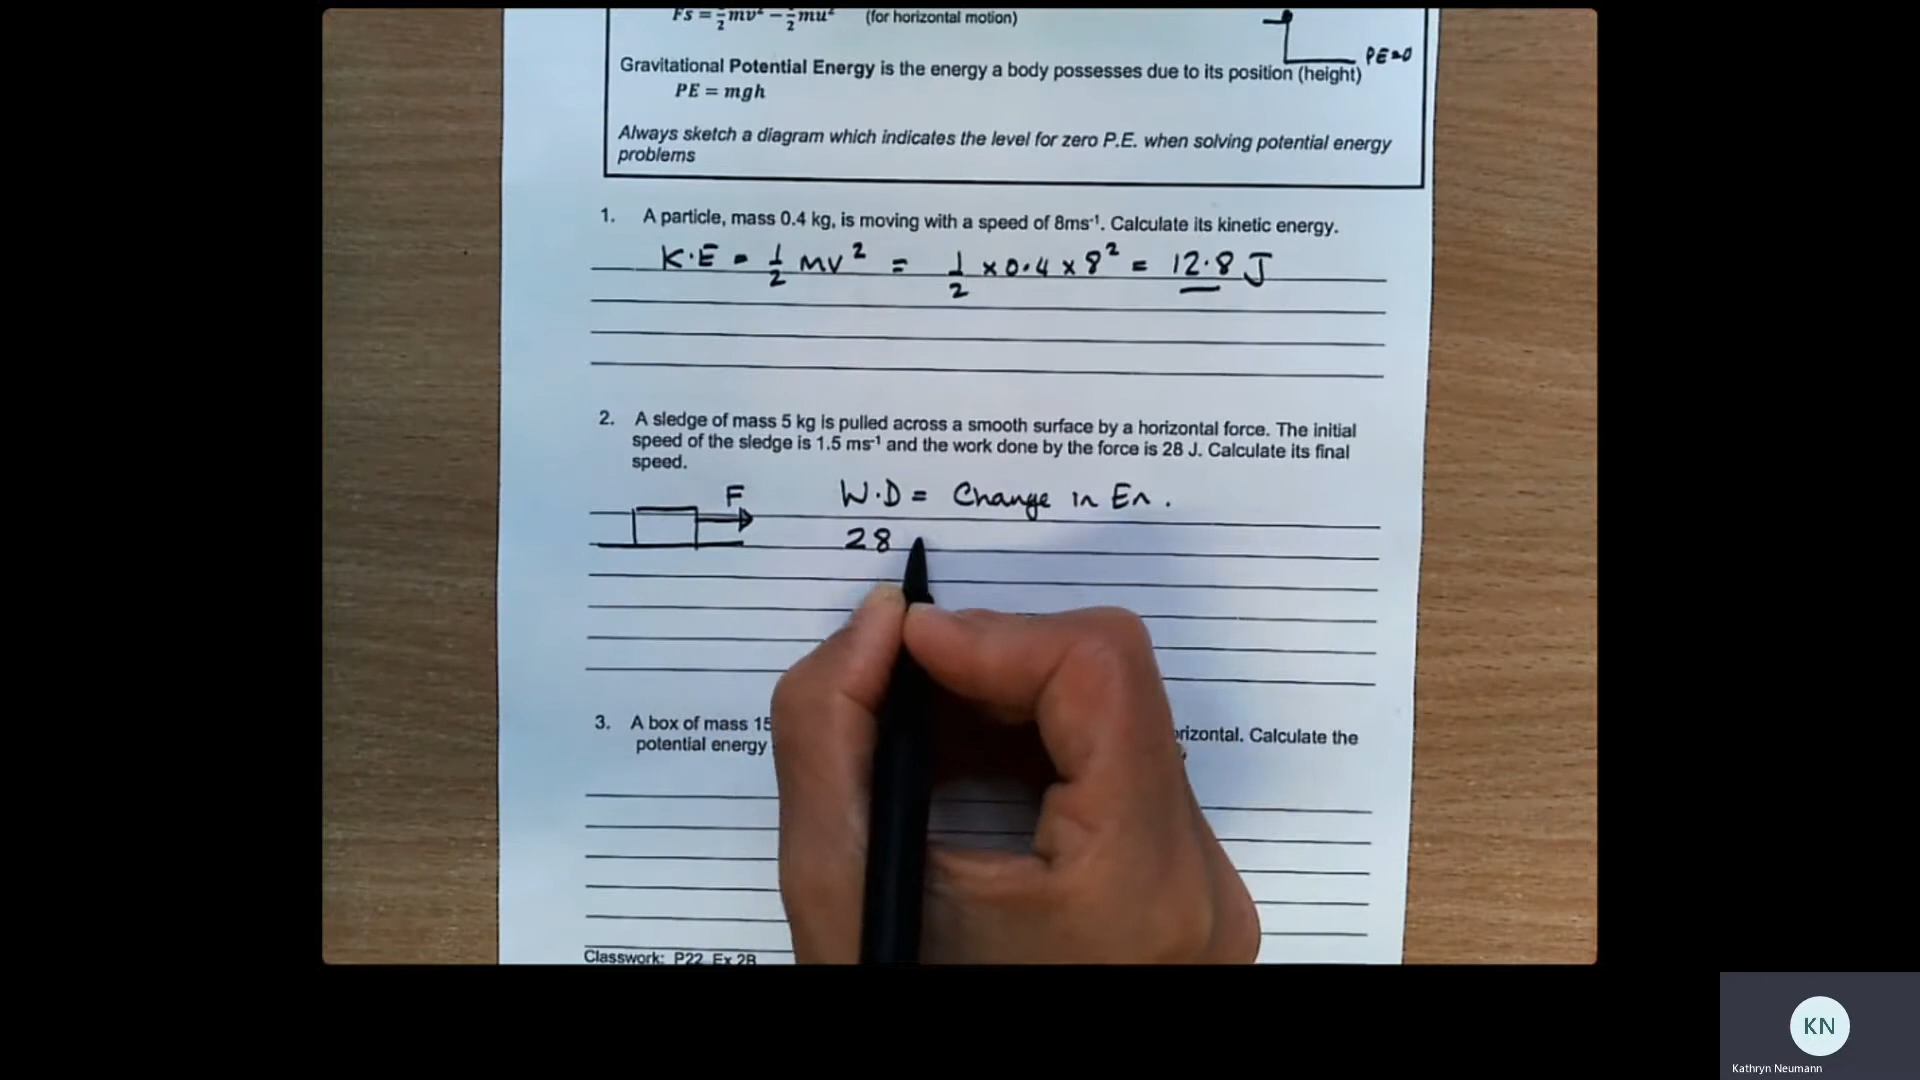 Fs = ½mv² − ½mu² (for horizontal motion)
PE=0
Gravitational Potential Energy is the energy a body possesses due to its position (height)
PE = mgh
Always sketch a diagram which indicates the level for zero P.E. when solving potential energy
problems
1. A particle, mass 0.4 kg, is moving with a speed of 8ms⁻¹. Calculate its kinetic energy.
K.E = ½ mv² = ½ × 0.4 × 8² = 12.8 J
2. A sledge of mass 5 kg is pulled across a smooth surface by a horizontal force. The initial
speed of the sledge is 1.5 ms⁻¹ and the work done by the force is 28 J. Calculate its final
speed.
F
W.D = Change in En.
28
3. A box of mass 15 horizontal. Calculate the
potential energy
Classwork: P22 Ex 2B
KN
Kathryn Neumann